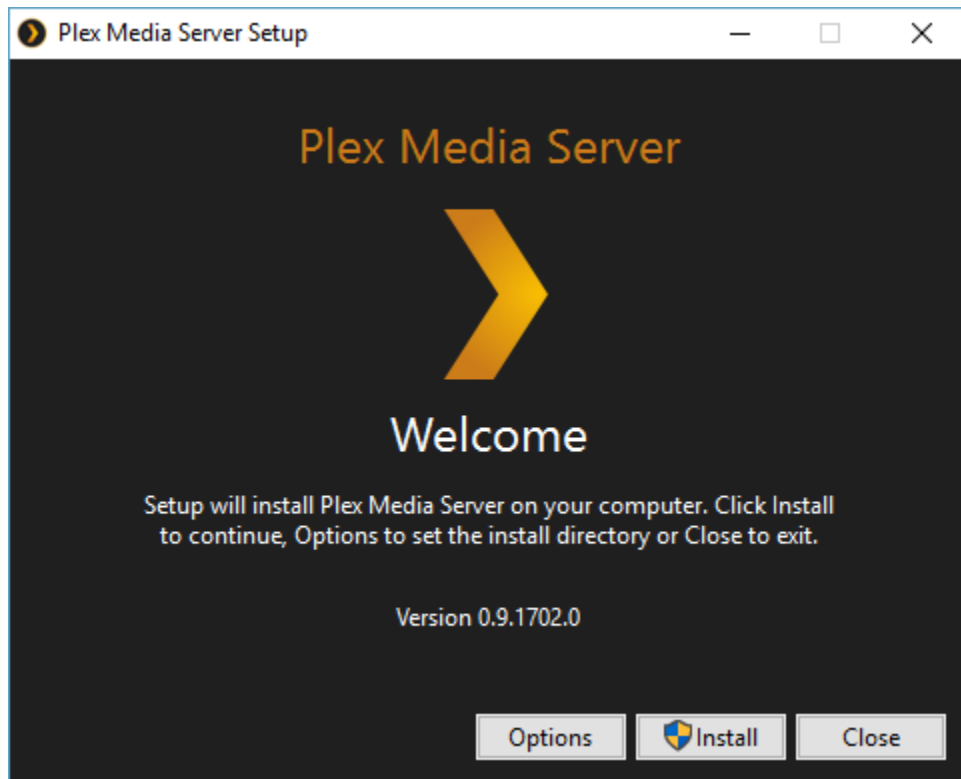 Plex Media Server Setup
Plex Media Server
Welcome
Setup will install Plex Media Server on your computer. Click Install
to continue, Options to set the install directory or Close to exit.
Version 0.9.1702.0
Options
Install
Close